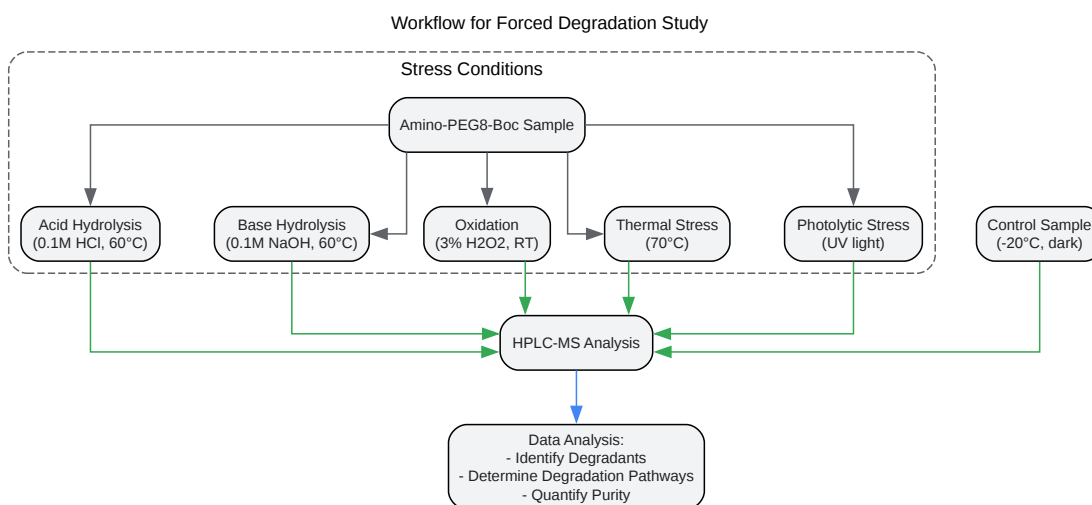 Workflow for Forced Degradation Study
Stress Conditions
Amino-PEG8-Boc Sample
Acid Hydrolysis
(0.1M HCl, 60°C)
Base Hydrolysis
(0.1M NaOH, 60°C)
Oxidation
(3% H2O2, RT)
Thermal Stress
(70°C)
Photolytic Stress
(UV light)
Control Sample
(-20°C, dark)
HPLC-MS Analysis
Data Analysis:
- Identify Degradants
- Determine Degradation Pathways
- Quantify Purity